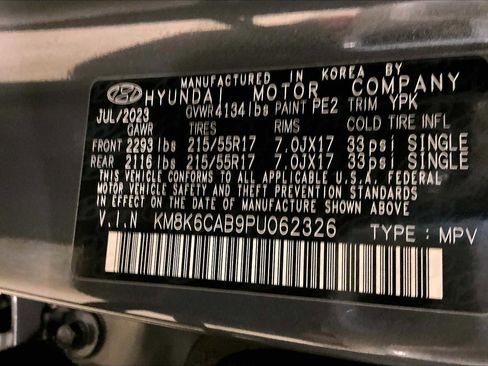 MANUFACTURED IN KOREA BY
HYUNDAI MOTOR COMPANY
JUL/2023 GVWR 4134 lbs PAINT PE2 TRIM YPK
GAWR TIRES RIMS COLD TIRE INFL
FRONT 2293 lbs 215/55R17 7.0JX17 33psi SINGLE
REAR 2116 lbs 215/55R17 7.0JX17 33psi SINGLE
THIS VEHICLE CONFORMS TO ALL APPLICABLE U.S.A. FEDERAL
MOTOR VEHICLE SAFETY AND THEFT PREVENTION STANDARDS
IN EFFECT ON THE DATE OF MANUFACTURE SHOWN ABOVE
V.I.N KM8K6CAB9PU062326 TYPE: MPV